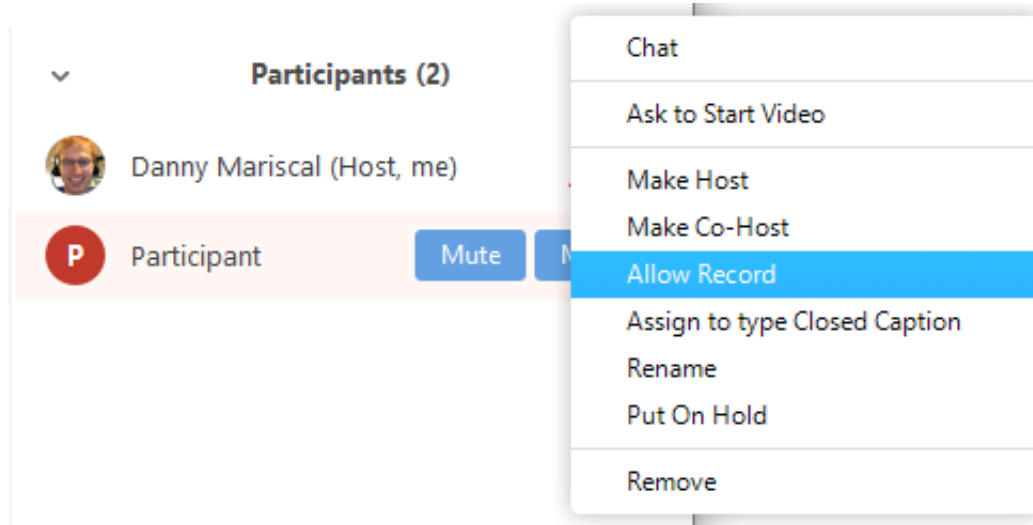 Participants (2)
Danny Mariscal (Host, me)
P
Participant
Mute
M
Chat
Ask to Start Video
Make Host
Make Co-Host
Allow Record
Assign to type Closed Caption
Rename
Put On Hold
Remove